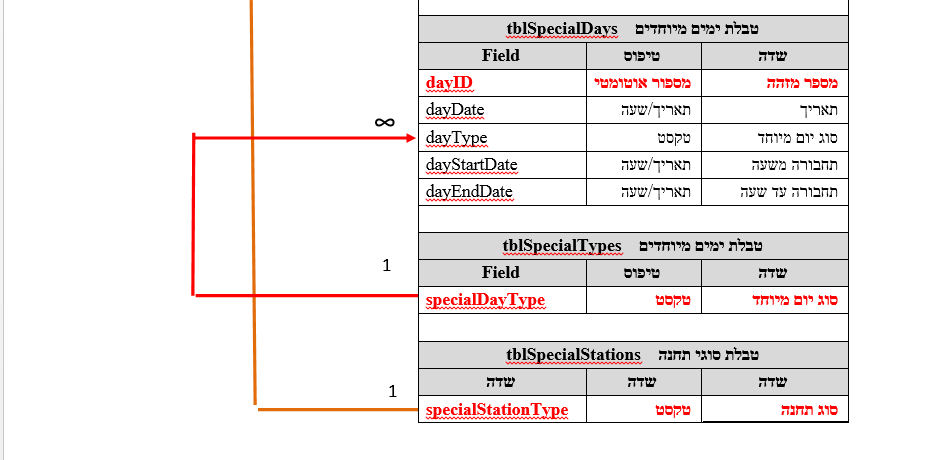 tblSpecialDays טבלת ימים מיוחדים
Field טיפוס שדה
dayID מספור אוטומטי מספר מזהה
dayDate תאריך/שעה תאריך
∞
dayType טקסט סוג יום מיוחד
dayStartDate תאריך/שעה תחבורה משעה
dayEndDate תאריך/שעה תחבורה עד שעה
tblSpecialTypes טבלת ימים מיוחדים
1
Field טיפוס שדה
specialDayType טקסט סוג יום מיוחד
tblSpecialStations טבלת סוגי תחנה
שדה שדה שדה
1
specialStationType טקסט סוג תחנה